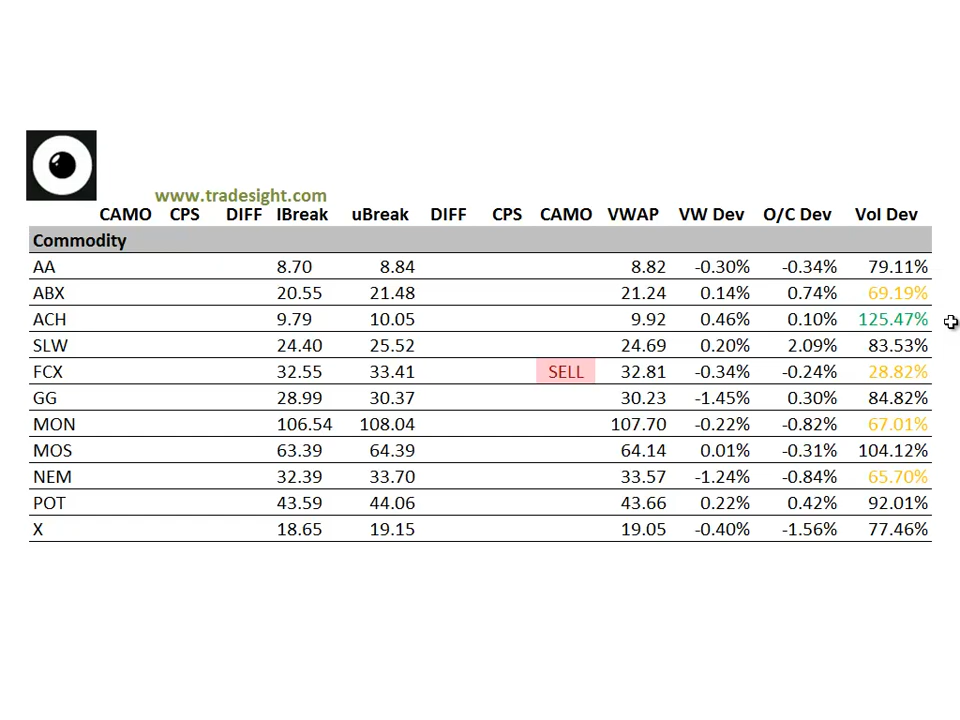 www.tradesight.com
CAMO CPS DIFF lBreak uBreak DIFF CPS CAMO VWAP VW Dev O/C Dev Vol Dev
Commodity
AA 8.70 8.84 8.82 -0.30% -0.34% 79.11%
ABX 20.55 21.48 21.24 0.14% 0.74% 69.19%
ACH 9.79 10.05 9.92 0.46% 0.10% 125.47%
SLW 24.40 25.52 24.69 0.20% 2.09% 83.53%
FCX 32.55 33.41 SELL 32.81 -0.34% -0.24% 28.82%
GG 28.99 30.37 30.23 -1.45% 0.30% 84.82%
MON 106.54 108.04 107.70 -0.22% -0.82% 67.01%
MOS 63.39 64.39 64.14 0.01% -0.31% 104.12%
NEM 32.39 33.70 33.57 -1.24% -0.84% 65.70%
POT 43.59 44.06 43.66 0.22% 0.42% 92.01%
X 18.65 19.15 19.05 -0.40% -1.56% 77.46%